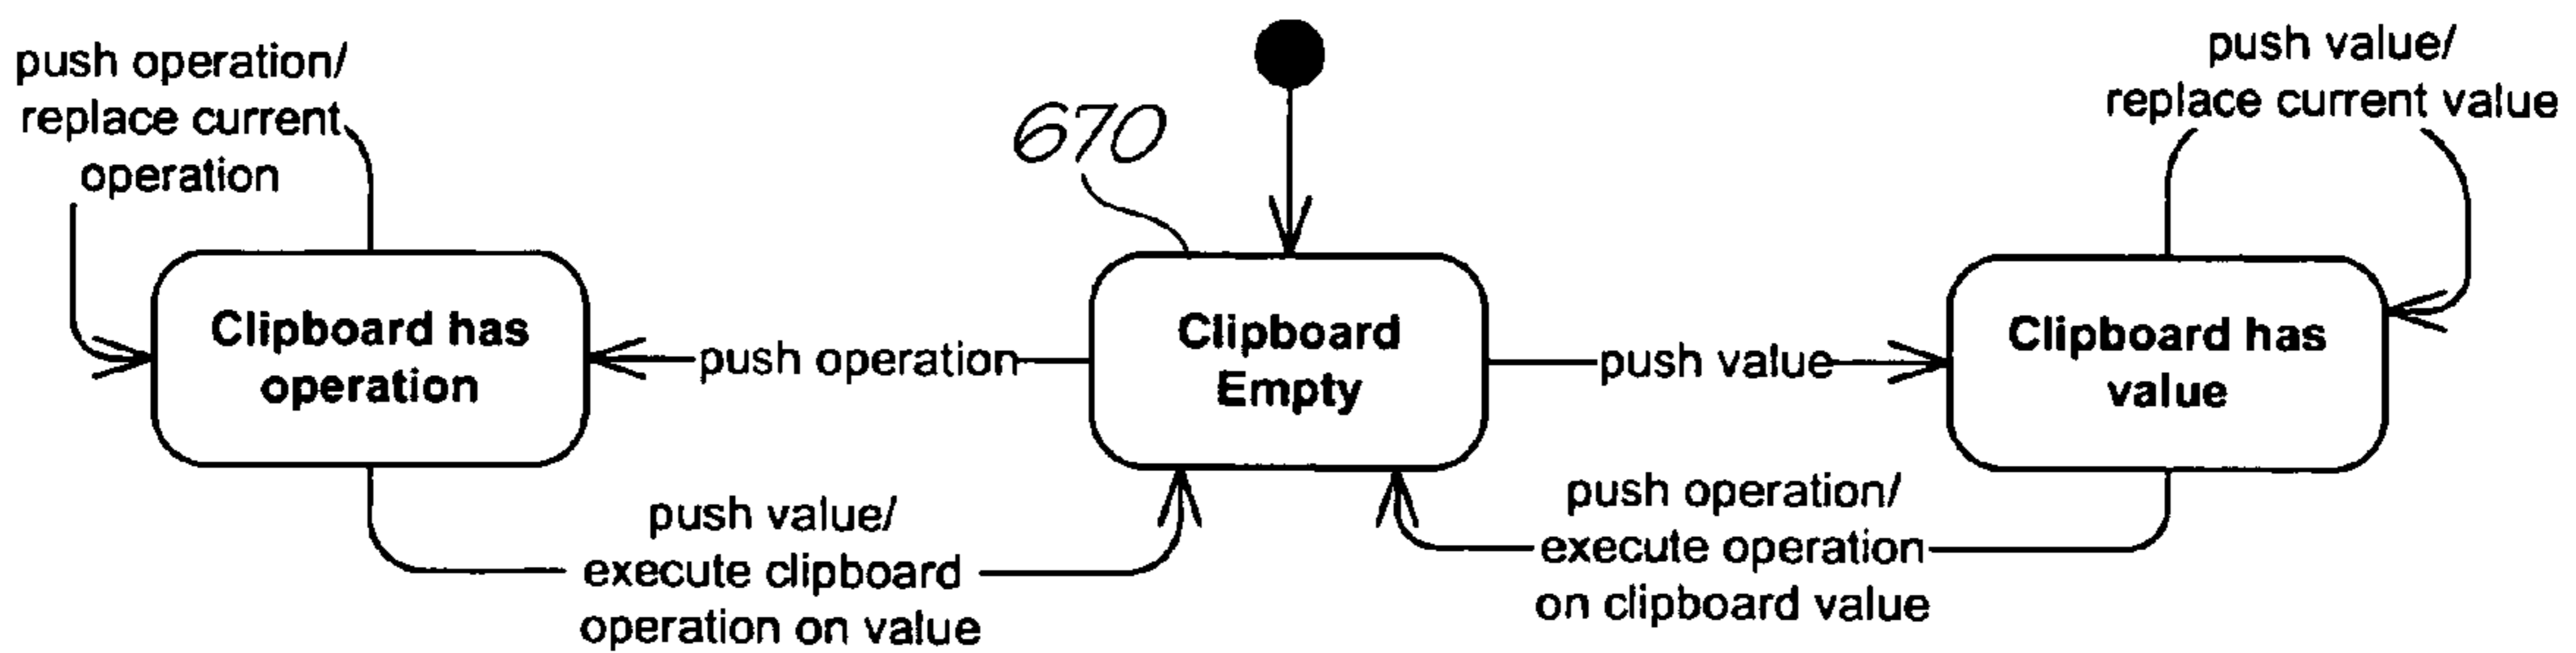 push operation/
replace current
operation
670
push value/
replace current value
Clipboard has
operation
push operation
Clipboard
Empty
push value
Clipboard has
value
push value/
execute clipboard
operation on value
push operation/
execute operation
on clipboard value